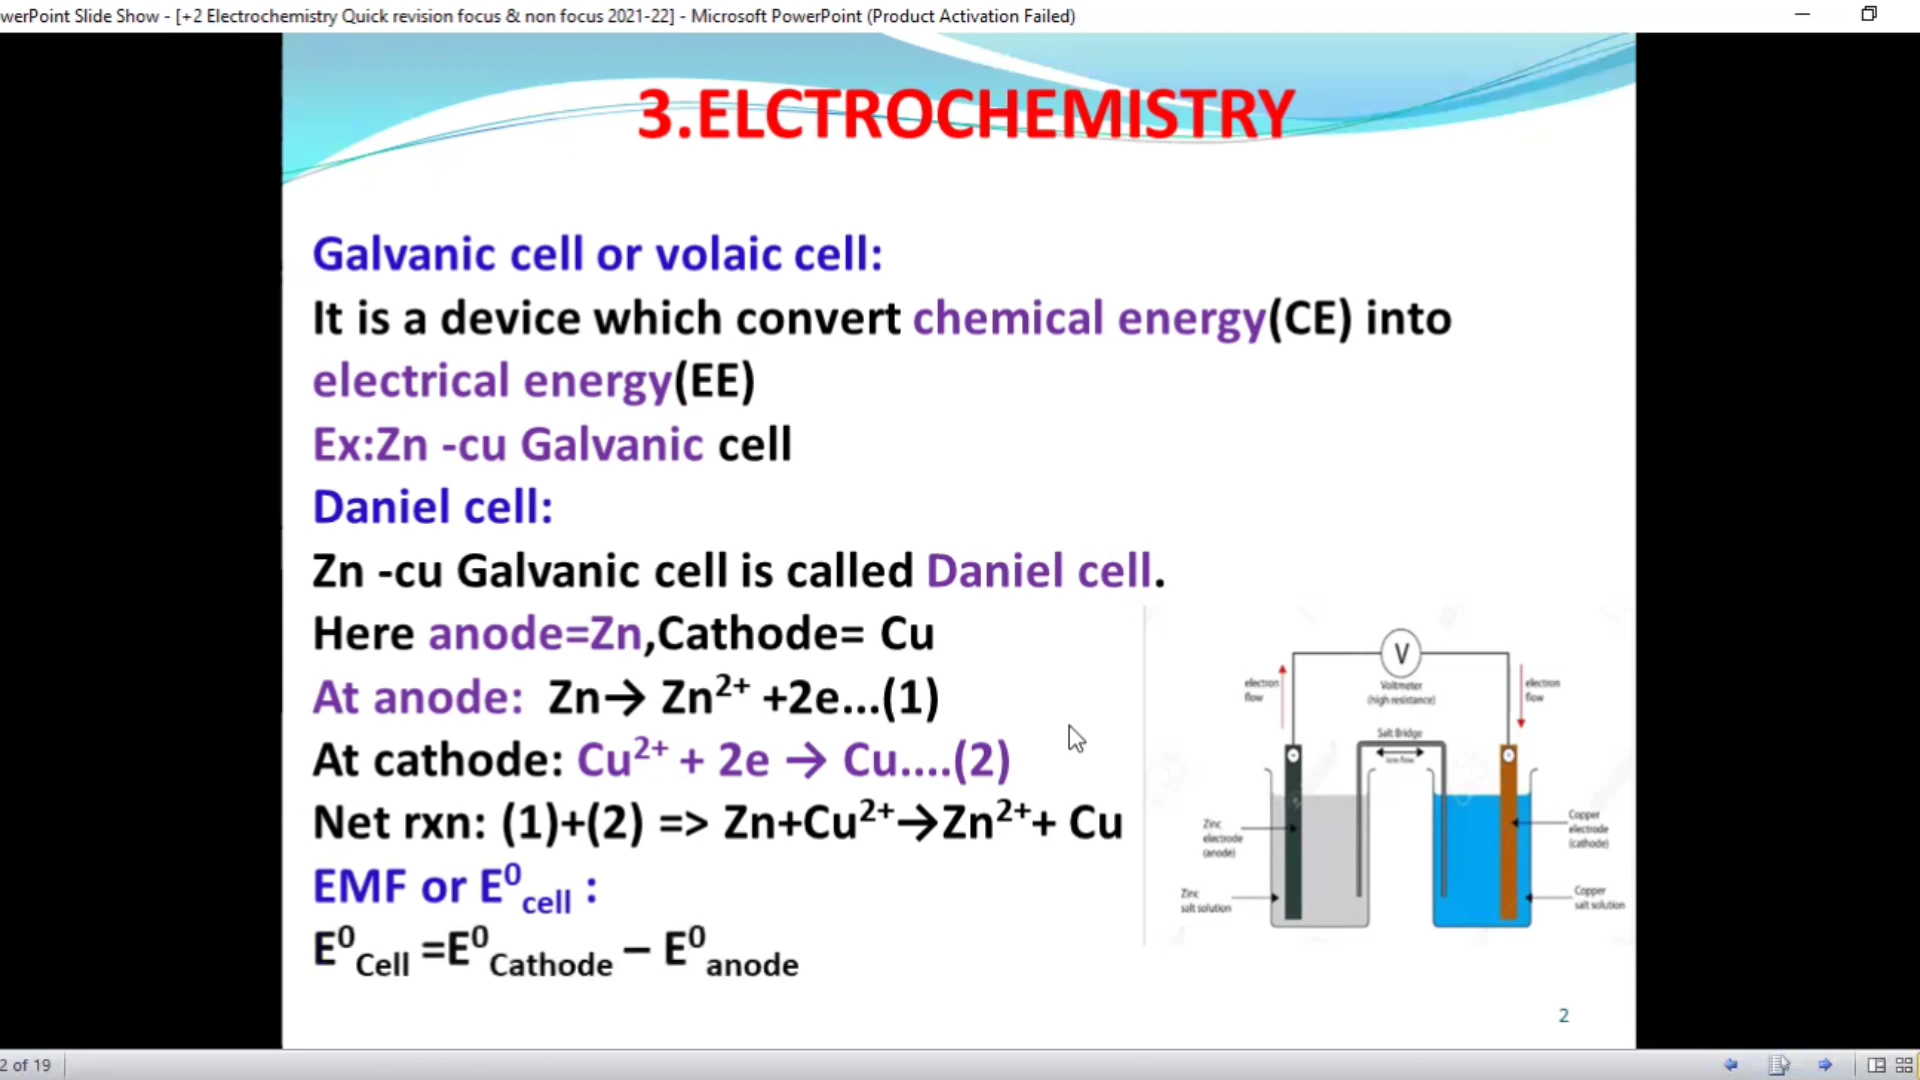 werPoint Slide Show - [+2 Electrochemistry Quick revision focus & non focus 2021-22] - Microsoft PowerPoint (Product Activation Failed)
3.ELCTROCHEMISTRY
Galvanic cell or volaic cell:
It is a device which convert chemical energy(CE) into
electrical energy(EE)
Ex:Zn -cu Galvanic cell
Daniel cell:
Zn -cu Galvanic cell is called Daniel cell.
Here anode=Zn,Cathode= Cu
At anode: Zn→ Zn²⁺ +2e...(1)
At cathode: Cu²⁺ + 2e → Cu....(2)
Net rxn: (1)+(2) => Zn+Cu²⁺→Zn²⁺+ Cu
EMF or E⁰cell :
E⁰Cell =E⁰Cathode – E⁰anode
V
Voltmeter
(high resistance)
electron
flow
electron
flow
Salt Bridge
ion flow
Zinc
electrode
(anode)
Zinc
salt solution
Copper
electrode
(cathode)
Copper
salt solution
2
2 of 19